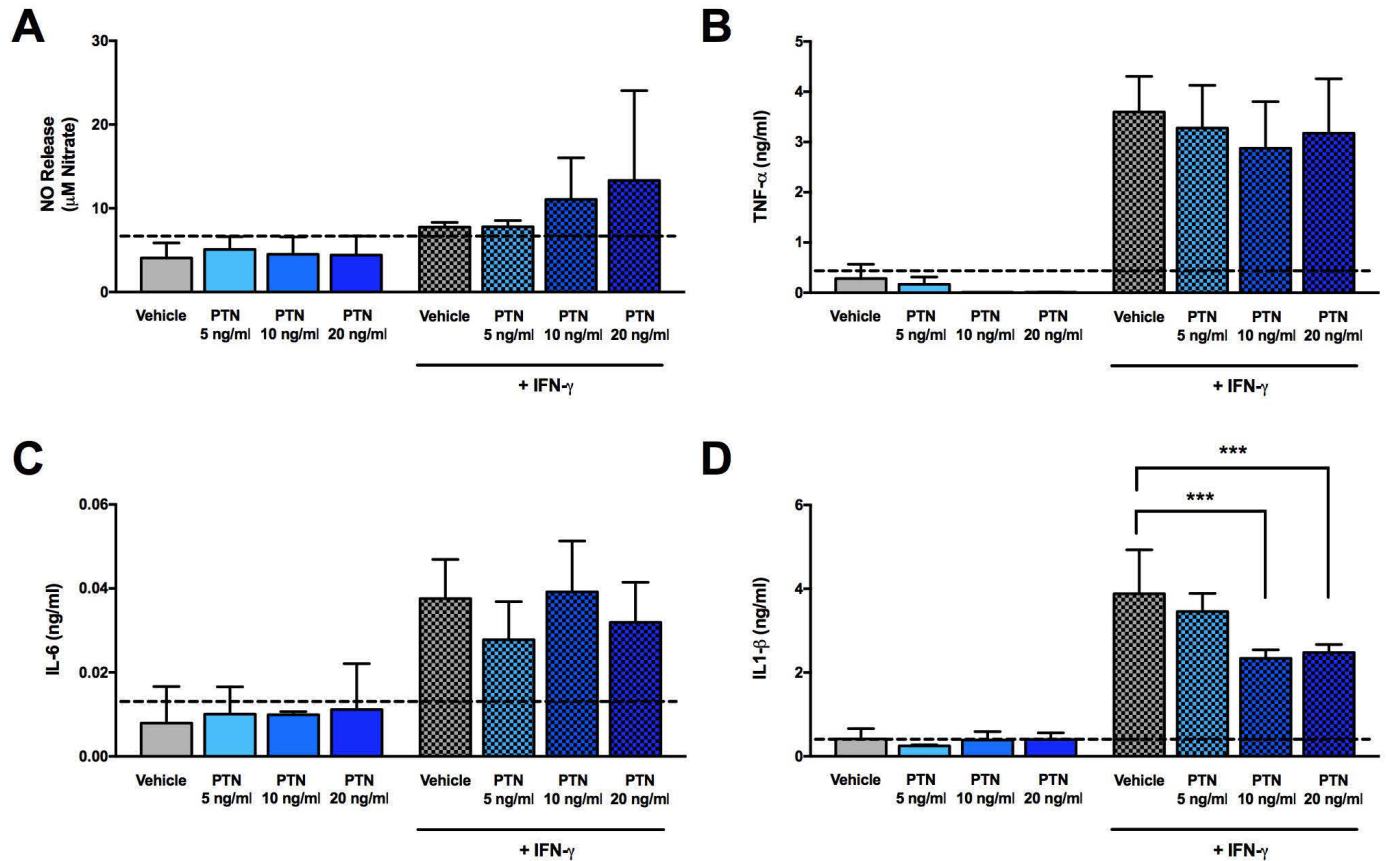 A
30
20
10
0
NO Release
(µM Nitrate)
Vehicle PTN PTN PTN Vehicle PTN PTN PTN
5 ng/ml 10 ng/ml 20 ng/ml 5 ng/ml 10 ng/ml 20 ng/ml
+ IFN-γ
B
5
4
3
2
1
0
TNF-α (ng/ml)
Vehicle PTN PTN PTN Vehicle PTN PTN PTN
5 ng/ml 10 ng/ml 20 ng/ml 5 ng/ml 10 ng/ml 20 ng/ml
+ IFN-γ
C
0.06
0.04
0.02
0.00
IL-6 (ng/ml)
Vehicle PTN PTN PTN Vehicle PTN PTN PTN
5 ng/ml 10 ng/ml 20 ng/ml 5 ng/ml 10 ng/ml 20 ng/ml
+ IFN-γ
D
***
***
6
4
2
0
IL1-β (ng/ml)
Vehicle PTN PTN PTN Vehicle PTN PTN PTN
5 ng/ml 10 ng/ml 20 ng/ml 5 ng/ml 10 ng/ml 20 ng/ml
+ IFN-γ